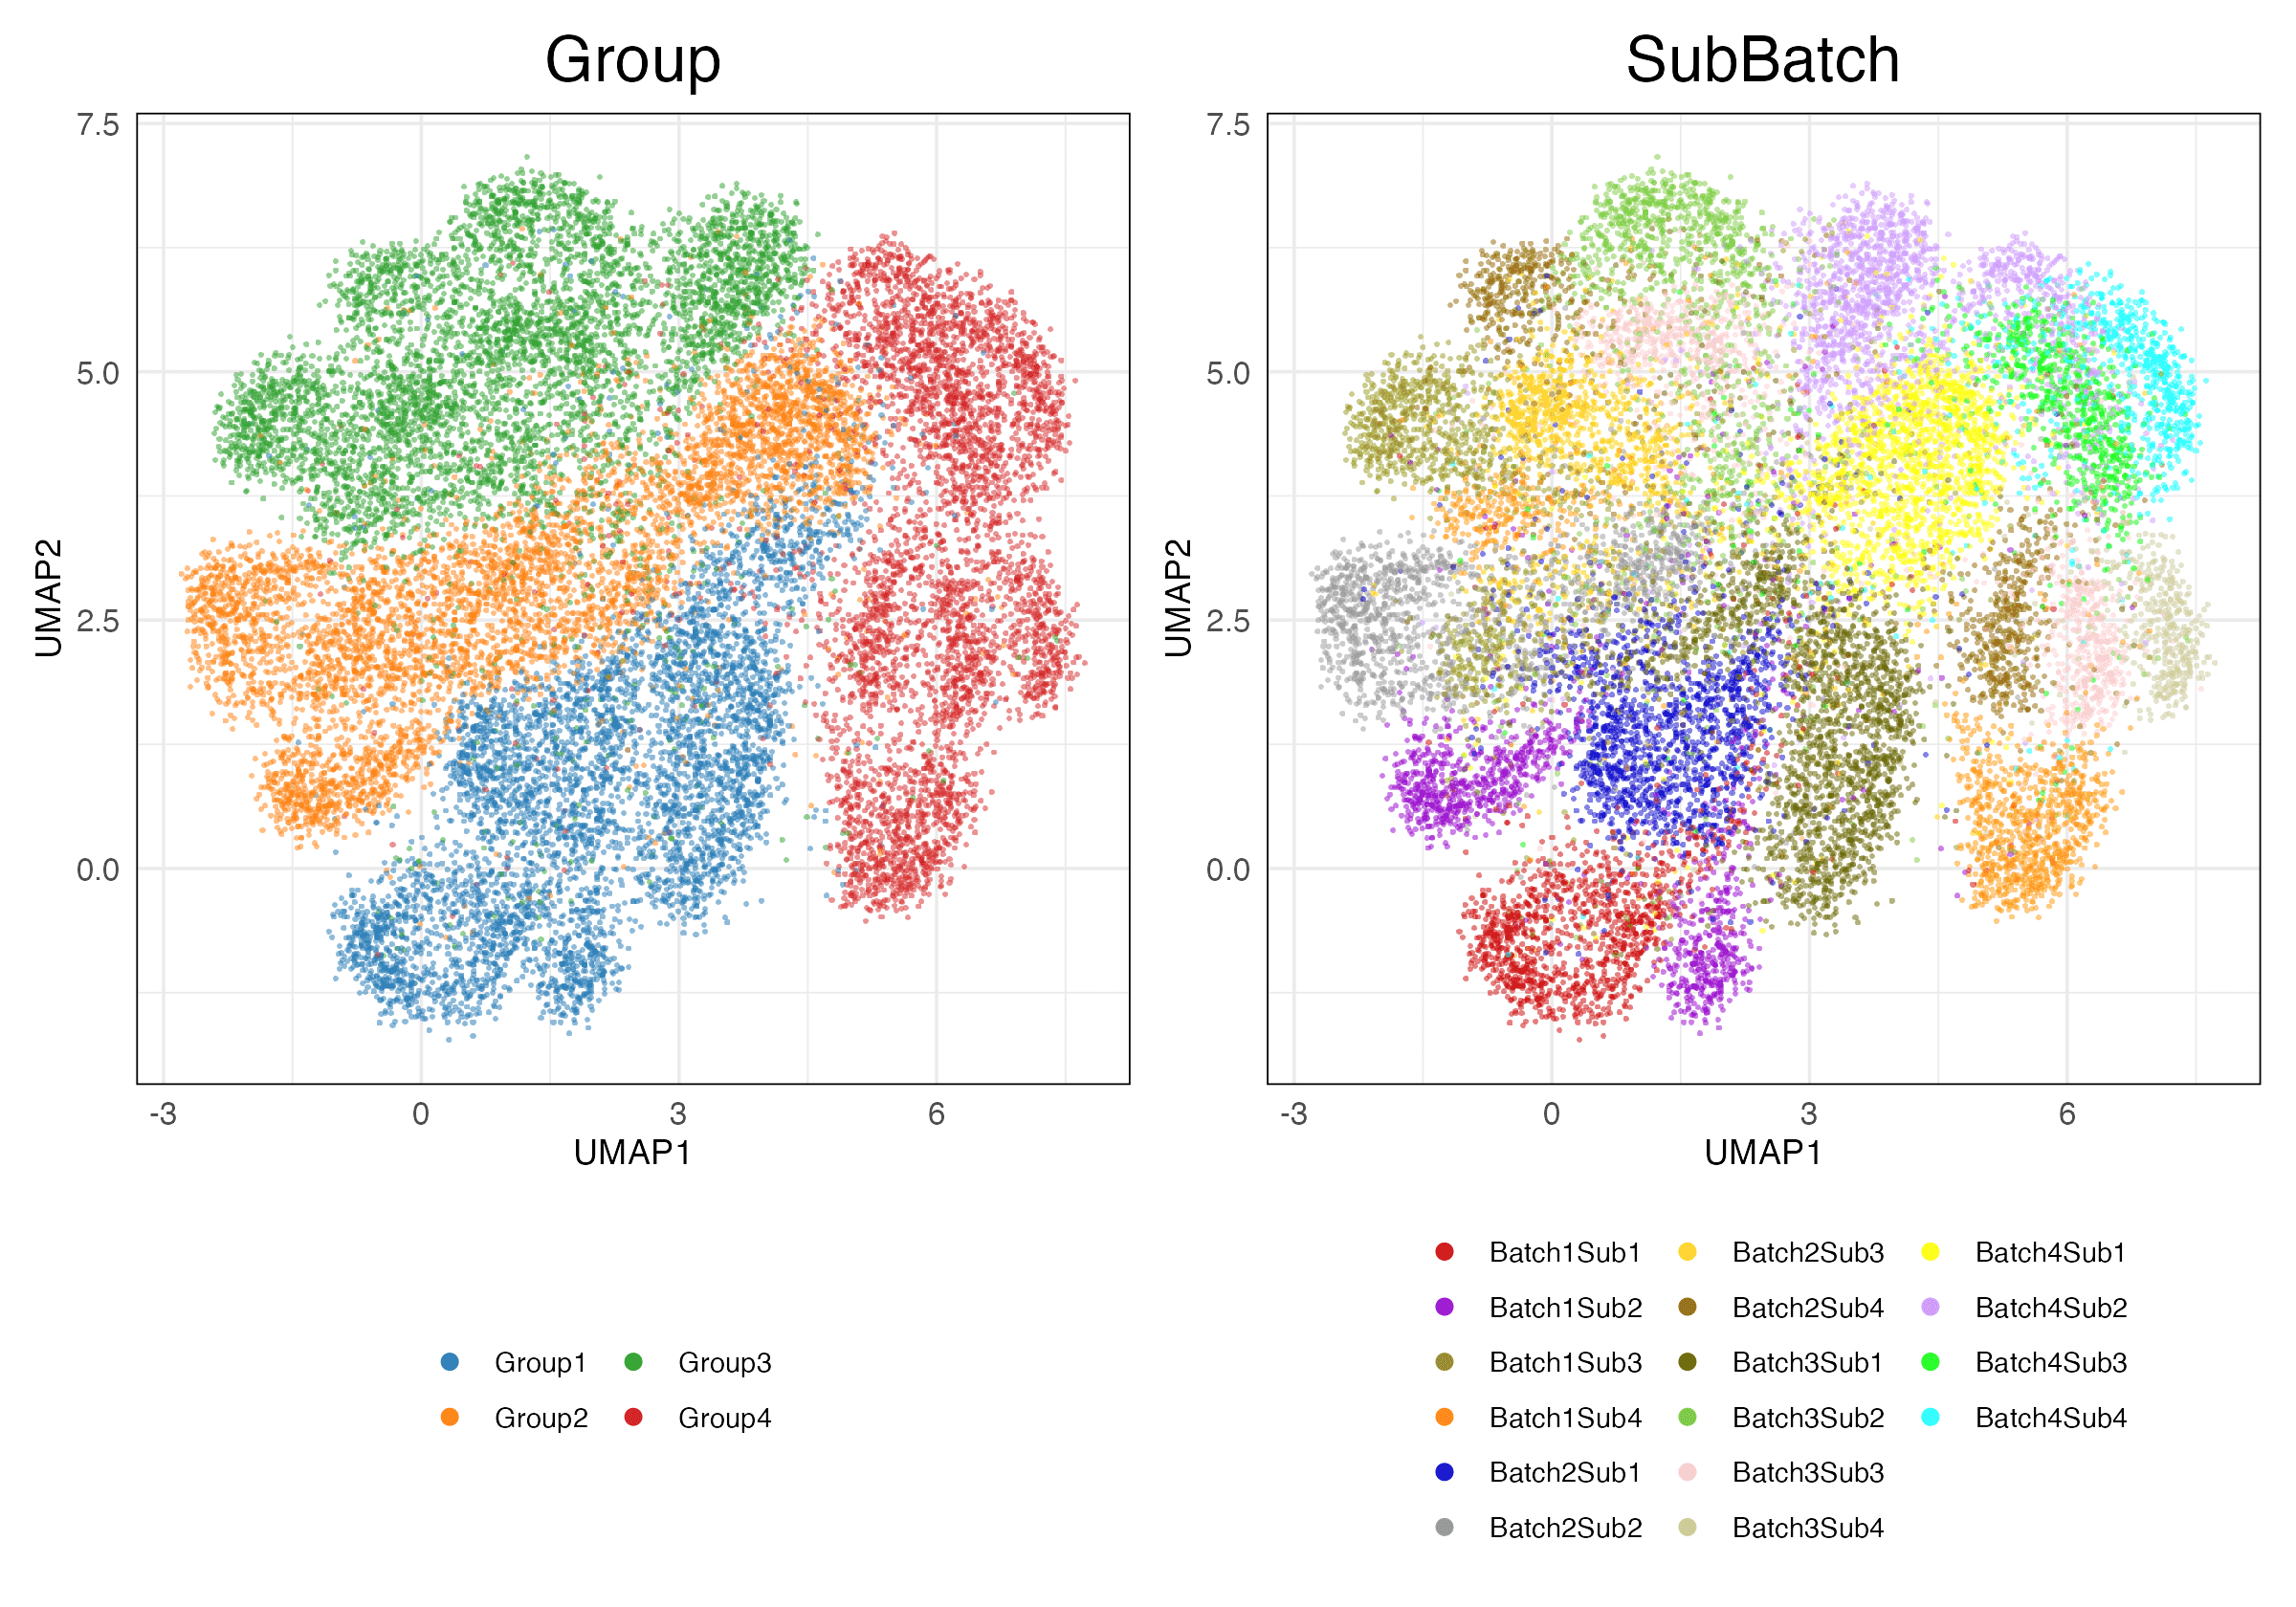 Group
SubBatch
7.5
5.0
2.5
0.0
UMAP2
-3 0 3 6
UMAP1
7.5
5.0
2.5
0.0
UMAP2
-3 0 3 6
UMAP1
Group1 Group3
Group2 Group4
Batch1Sub1 Batch2Sub3 Batch4Sub1
Batch1Sub2 Batch2Sub4 Batch4Sub2
Batch1Sub3 Batch3Sub1 Batch4Sub3
Batch1Sub4 Batch3Sub2 Batch4Sub4
Batch2Sub1 Batch3Sub3
Batch2Sub2 Batch3Sub4